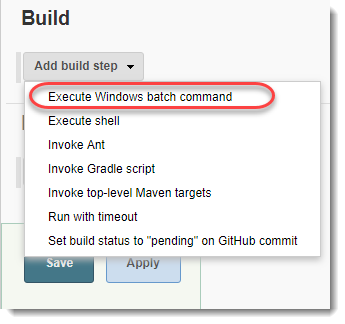 Build
Add build step
Execute Windows batch command
Execute shell
Invoke Ant
Invoke Gradle script
Invoke top-level Maven targets
Run with timeout
Set build status to "pending" on GitHub commit
Save
Apply